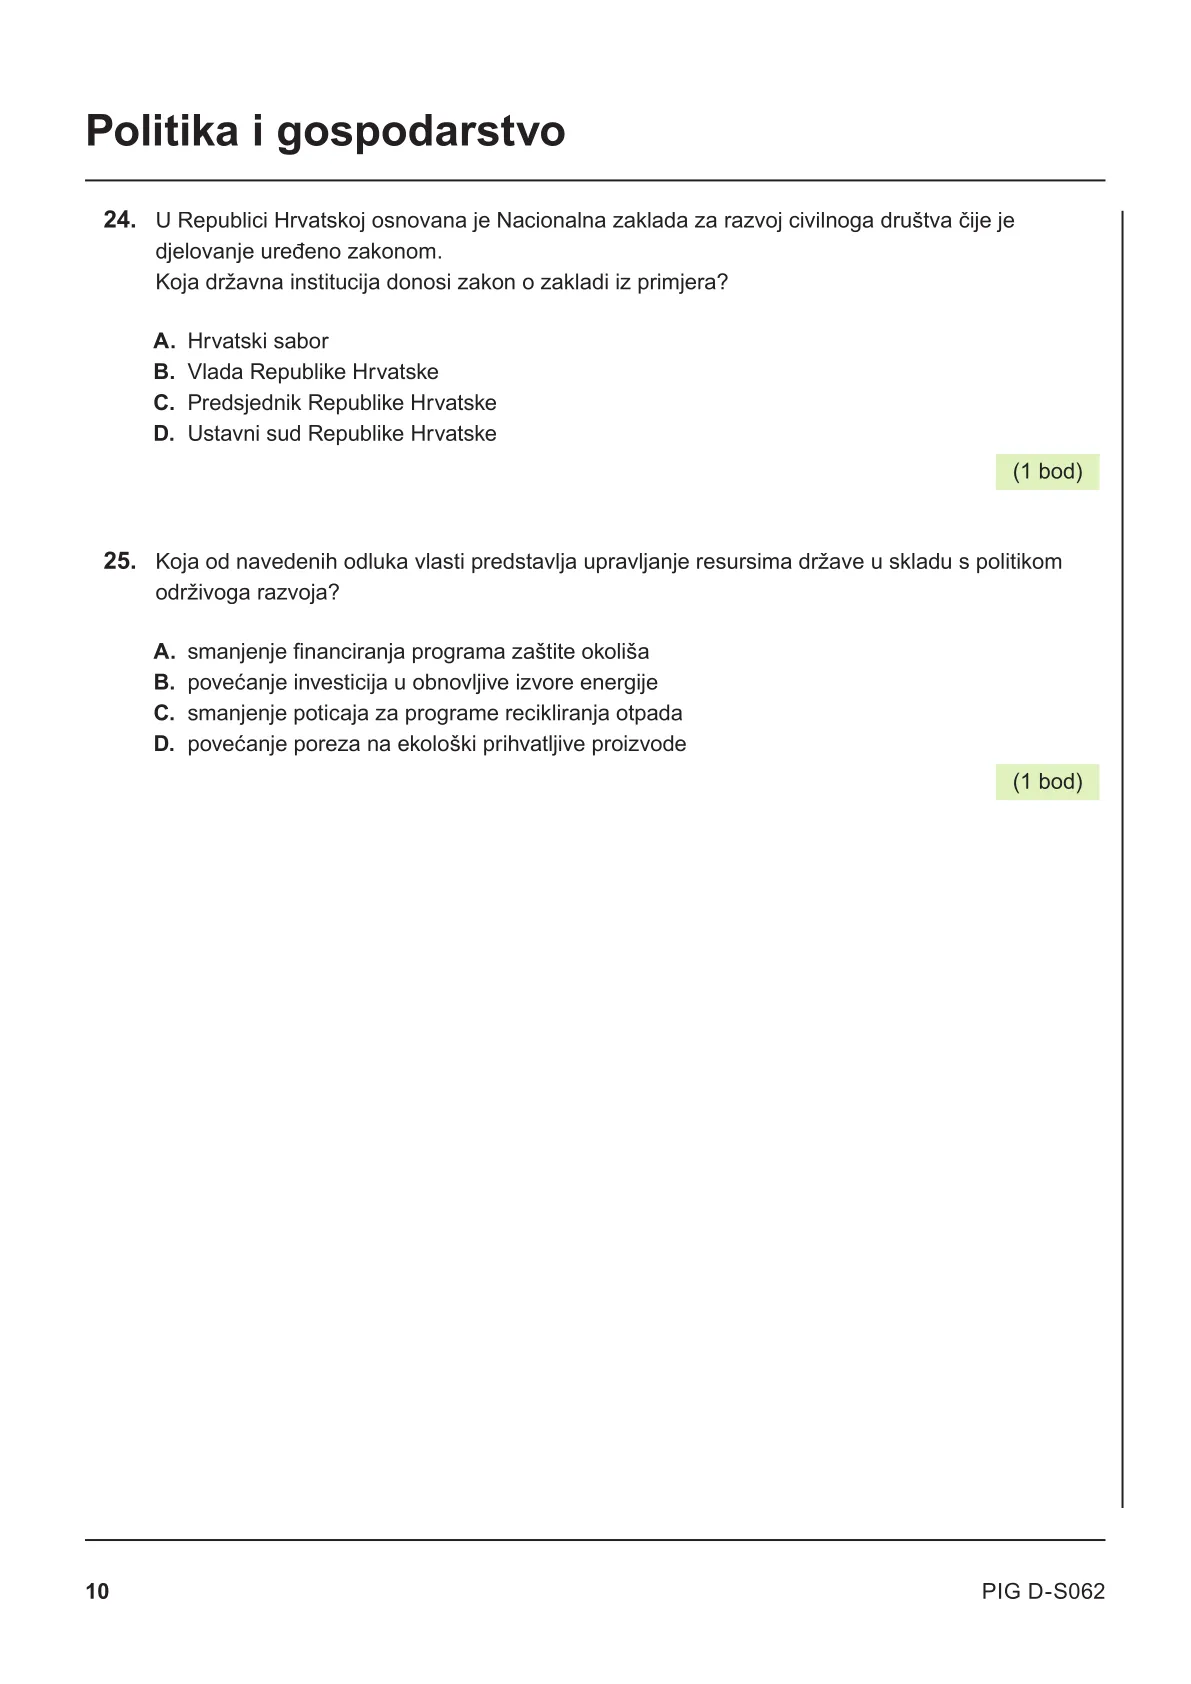 Politika i gospodarstvo
24. U Republici Hrvatskoj osnovana je Nacionalna zaklada za razvoj civilnoga društva čije je
djelovanje uređeno zakonom.
Koja državna institucija donosi zakon o zakladi iz primjera?
A. Hrvatski sabor
B. Vlada Republike Hrvatske
C. Predsjednik Republike Hrvatske
D. Ustavni sud Republike Hrvatske
(1 bod)
25. Koja od navedenih odluka vlasti predstavlja upravljanje resursima države u skladu s politikom
održivoga razvoja?
A. smanjenje financiranja programa zaštite okoliša
B. povećanje investicija u obnovljive izvore energije
C. smanjenje poticaja za programe recikliranja otpada
D. povećanje poreza na ekološki prihvatljive proizvode
(1 bod)
10
PIG D-S062